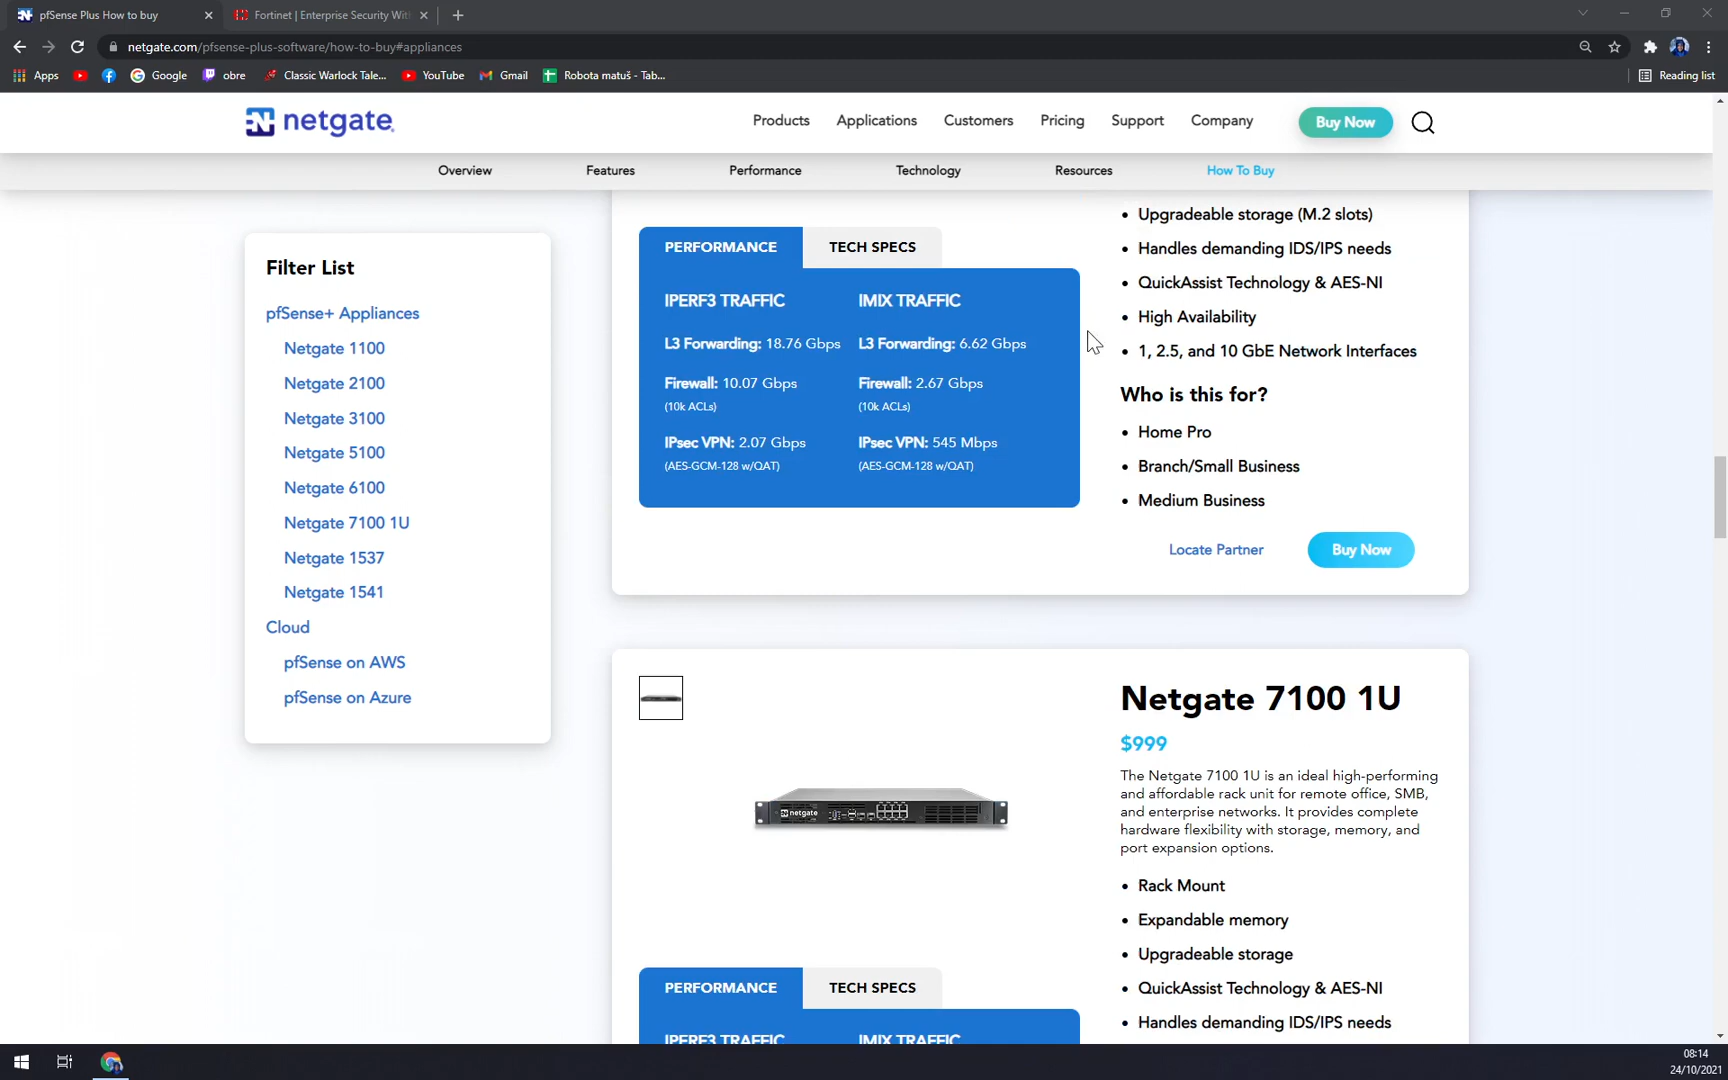 pfSense Plus How to buy
Fortinet | Enterprise Security Wit
netgate.com/pfsense-plus-software/how-to-buy#appliances
Apps
Google
obre
Classic Warlock Tale...
YouTube
Gmail
Robota matuš - Tab...
Reading list
netgate
Products
Applications
Customers
Pricing
Support
Company
Buy Now
Overview
Features
Performance
Technology
Resources
How To Buy
Filter List
pfSense+ Appliances
Netgate 1100
Netgate 2100
Netgate 3100
Netgate 5100
Netgate 6100
Netgate 7100 1U
Netgate 1537
Netgate 1541
Cloud
pfSense on AWS
pfSense on Azure
PERFORMANCE
TECH SPECS
IPERF3 TRAFFIC
L3 Forwarding: 18.76 Gbps
Firewall: 10.07 Gbps
(10k ACLs)
IPsec VPN: 2.07 Gbps
(AES-GCM-128 w/QAT)
IMIX TRAFFIC
L3 Forwarding: 6.62 Gbps
Firewall: 2.67 Gbps
(10k ACLs)
IPsec VPN: 545 Mbps
(AES-GCM-128 w/QAT)
• Upgradeable storage (M.2 slots)
• Handles demanding IDS/IPS needs
• QuickAssist Technology & AES-NI
• High Availability
• 1, 2.5, and 10 GbE Network Interfaces
Who is this for?
• Home Pro
• Branch/Small Business
• Medium Business
Locate Partner
Buy Now
netgate
Netgate 7100 1U
$999
The Netgate 7100 1U is an ideal high-performing
and affordable rack unit for remote office, SMB,
and enterprise networks. It provides complete
hardware flexibility with storage, memory, and
port expansion options.
• Rack Mount
• Expandable memory
• Upgradeable storage
• QuickAssist Technology & AES-NI
• Handles demanding IDS/IPS needs
PERFORMANCE
TECH SPECS
IPERF3 TRAFFIC
IMIX TRAFFIC
08:14
24/10/2021